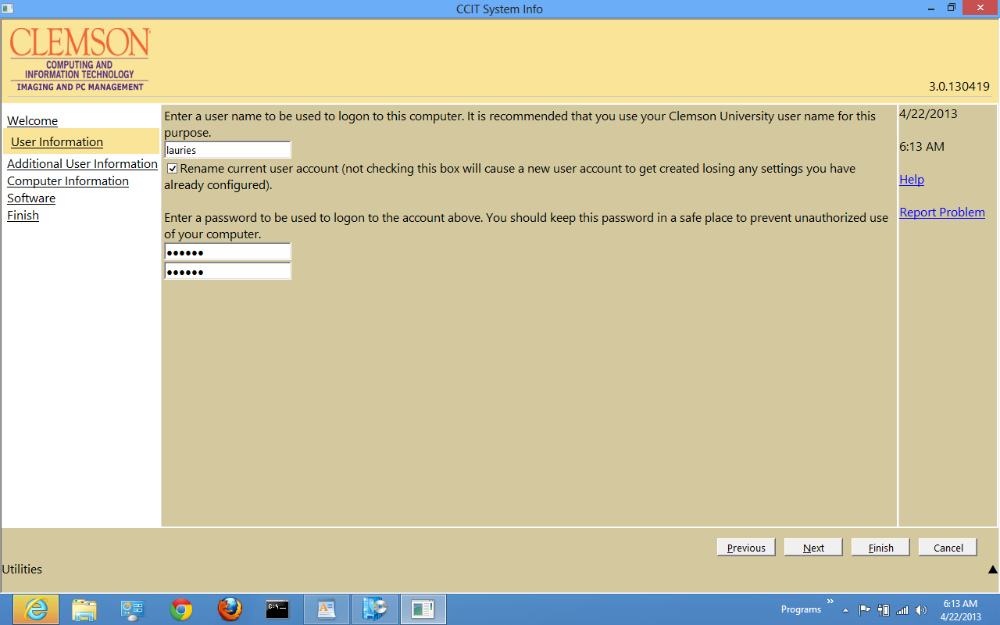 CCIT System Info
CLEMSON
COMPUTING AND
INFORMATION TECHNOLOGY
IMAGING AND PC MANAGEMENT
3.0.130419
Welcome
User Information
Additional User Information
Computer Information
Software
Finish
Enter a user name to be used to logon to this computer. It is recommended that you use your Clemson University user name for this
purpose.
lauries
Rename current user account (not checking this box will cause a new user account to get created losing any settings you have
already configured).
Enter a password to be used to logon to the account above. You should keep this password in a safe place to prevent unauthorized use
of your computer.
••••••
••••••
4/22/2013
6:13 AM
Help
Report Problem
Previous
Next
Finish
Cancel
Utilities
C:\
Programs
6:13 AM
4/22/2013